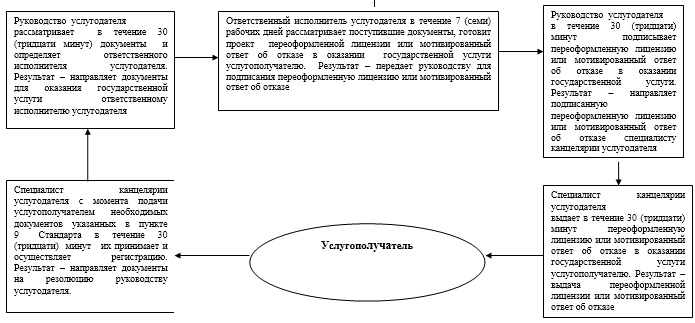 Руководство услугодателя
рассматривает в течение 30
(тридцати минут) документы и
определяет ответственного
исполнителя услугодателя.
Результат – направляет документы
для оказания государственной
услуги ответственному
исполнителю услугодателя
Ответственный исполнитель услугодателя в течение 7 (семи)
рабочих дней рассматривает поступившие документы, готовит
проект переоформленной лицензии или мотивированный
ответ об отказе в оказании государственной услуги
услугополучателю. Результат – передает руководству для
подписания переоформленную лицензию или мотивированный
ответ об отказе
Руководство услугодателя
в течение 30 (тридцати)
минут подписывает
переоформленную лицензию
или мотивированный ответ
об отказе в оказании
государственной услуги.
Результат – направляет
подписанную
переоформленную лицензию
или мотивированный ответ
об отказе специалисту
канцелярии услугодателя
Специалист канцелярии
услугодателя с момента подачи
услугополучателем необходимых
документов указанных в пункте
9 Стандарта в течение 30
(тридцати) минут их принимает и
осуществляет регистрацию.
Результат – направляет документы
на резолюцию руководству
услугодателя.
Услугополучатель
Специалист канцелярии
услугодателя
выдает в течение 30 (тридцати)
минут переоформленную
лицензию или мотивированный
ответ об отказе в оказании
государственной услуги
услугополучателю. Результат –
выдача переоформленной
лицензии или мотивированный
ответ об отказе